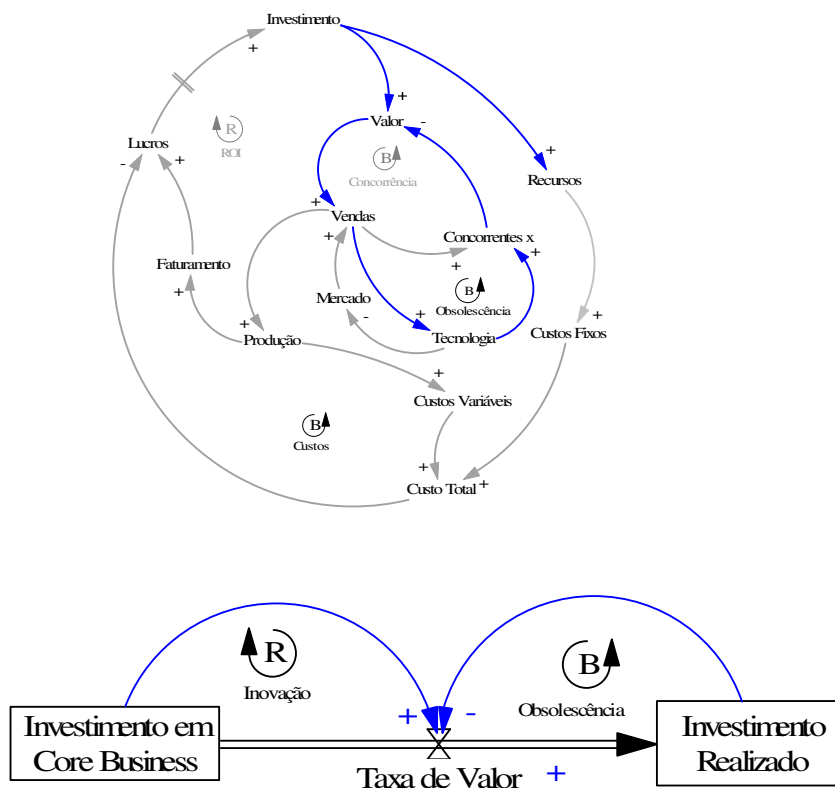 Investimento
+
+
Valor
-
R
ROI
Lucros
-
+
B
Concorrência
+
Recursos
+
Vendas
+
Concorrentes x
+
+
Faturamento
+
Mercado
-
B
Obsolescência
+
Produção
+
Tecnologia
+
Custos Fixos
+
Custos Variáveis
B
Custos
+
Custo Total
+
R
Inovação
B
Obsolescência
Investimento em
Core Business
+
-
Taxa de Valor
+
Investimento
Realizado